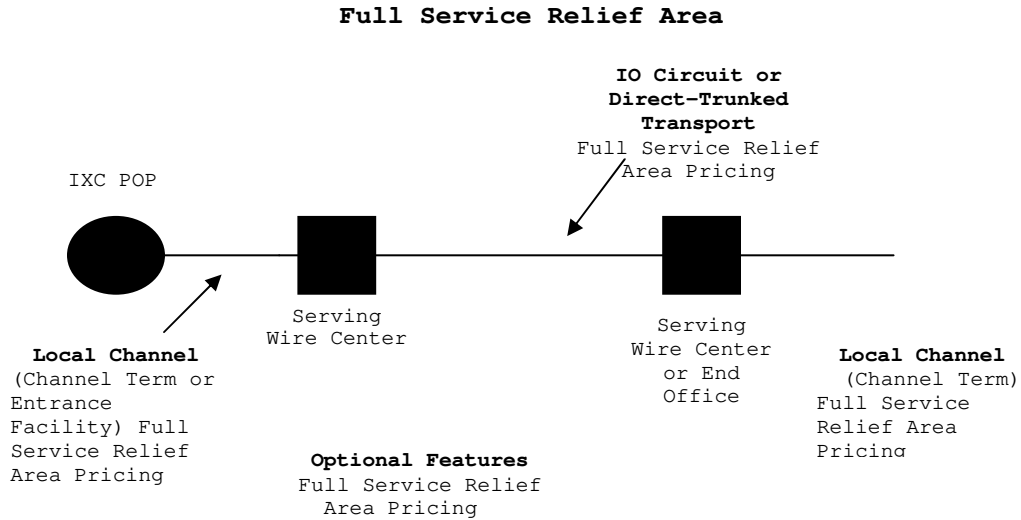 Full Service Relief Area
IO Circuit or
Direct-Trunked
Transport
Full Service Relief
Area Pricing
IXC POP
Serving
Wire Center
Serving
Wire Center
or End
Office
Local Channel
(Channel Term or
Entrance
Facility) Full
Service Relief
Area Pricing
Optional Features
Full Service Relief
Area Pricing
Local Channel
(Channel Term)
Full Service
Relief Area
Pricing